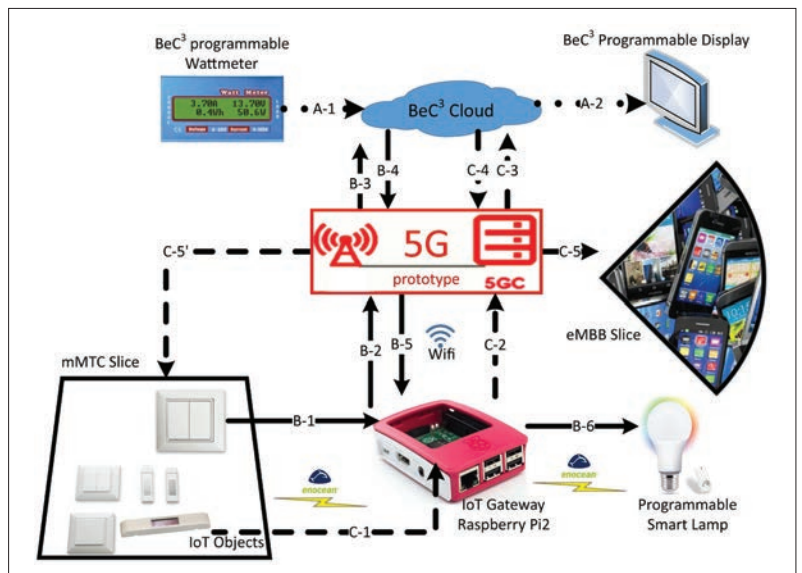 BeC³ programmable
Wattmeter
BeC³ Programmable Display
Watt Meter
3.70A 13.70V
0.4Wh 50.6W
A-1
BeC³ Cloud
A-2
B-3
B-4
C-4
C-3
C-5'
5G
prototype
5GC
C-5
eMBB Slice
mMTC Slice
B-2
B-5
Wifi
C-2
B-1
B-6
enocean
enocean
IoT Gateway
Raspberry Pi2
Programmable
Smart Lamp
IoT Objects
C-1